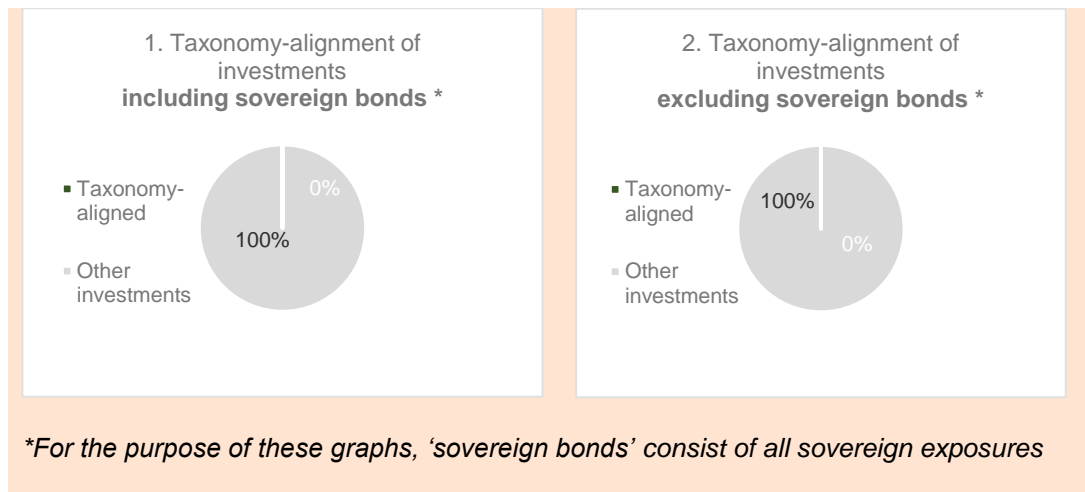 1. Taxonomy-alignment of
investments
including sovereign bonds *
Taxonomy-
aligned
Other
investments
0%
100%
2. Taxonomy-alignment of
investments
excluding sovereign bonds *
Taxonomy-
aligned
Other
investments
100%
0%
*For the purpose of these graphs, ‘sovereign bonds’ consist of all sovereign exposures